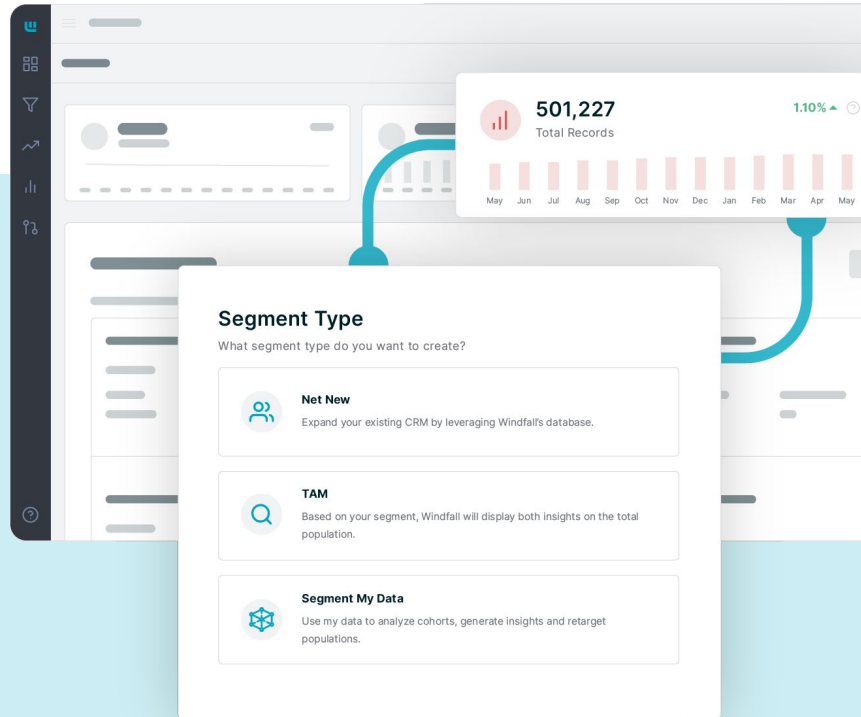 501,227
1.10%
Total Records
May Jun Jul Aug Sep Oct Nov Dec Jan Feb Mar Apr May
Segment Type
What segment type do you want to create?
Net New
Expand your existing CRM by leveraging Windfall's database.
TAM
Based on your segment, Windfall will display both insights on the total
population.
Segment My Data
Use my data to analyze cohorts, generate insights and retarget
populations.